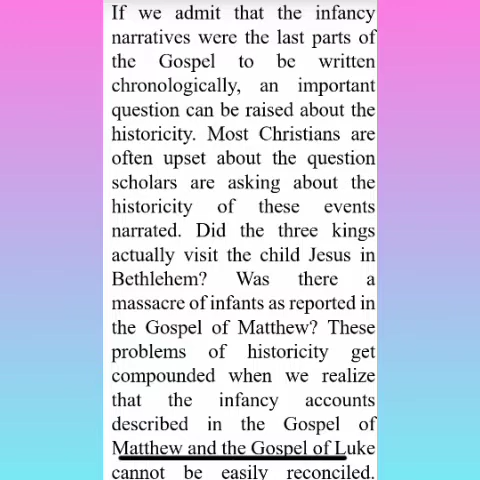 If we admit that the infancy
narratives were the last parts of
the Gospel to be written
chronologically, an important
question can be raised about the
historicity. Most Christians are
often upset about the question
scholars are asking about the
historicity of these events
narrated. Did the three kings
actually visit the child Jesus in
Bethlehem? Was there a
massacre of infants as reported in
the Gospel of Matthew? These
problems of historicity get
compounded when we realize
that the infancy accounts
described in the Gospel of
Matthew and the Gospel of Luke
cannot be easily reconciled.